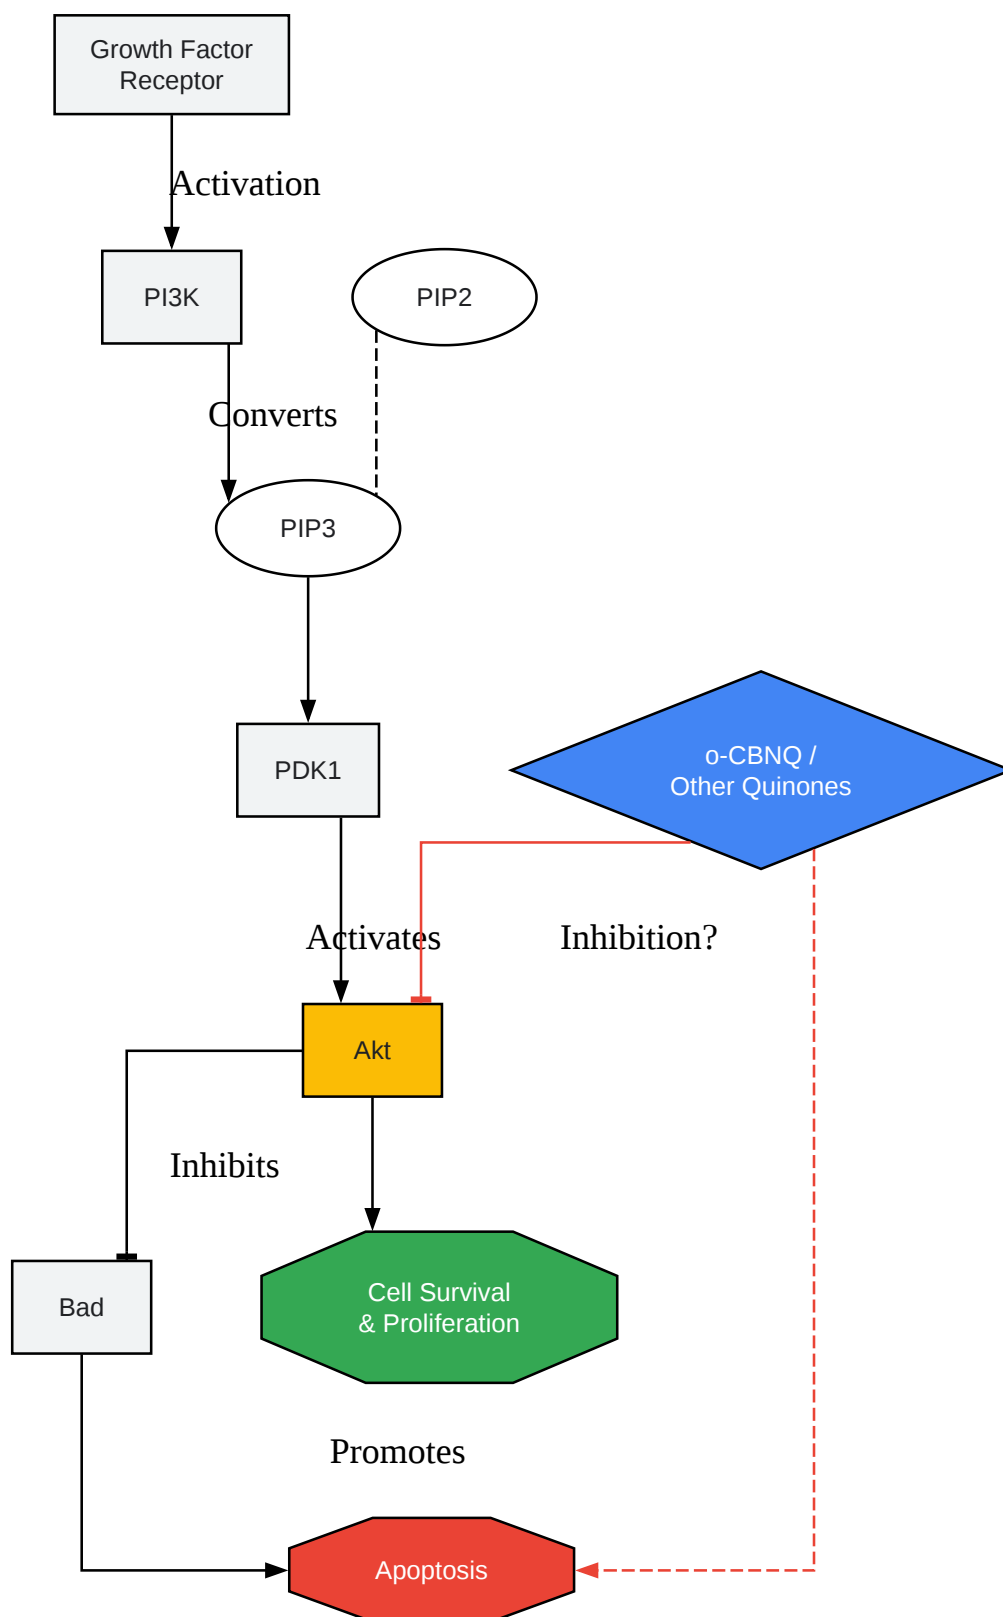 Growth Factor
Receptor
Activation
PI3K
PIP2
Converts
PIP3
o-CBNQ /
Other Quinones
PDK1
Activates
Inhibition?
Akt
Inhibits
Cell Survival
& Proliferation
Bad
Promotes
Apoptosis